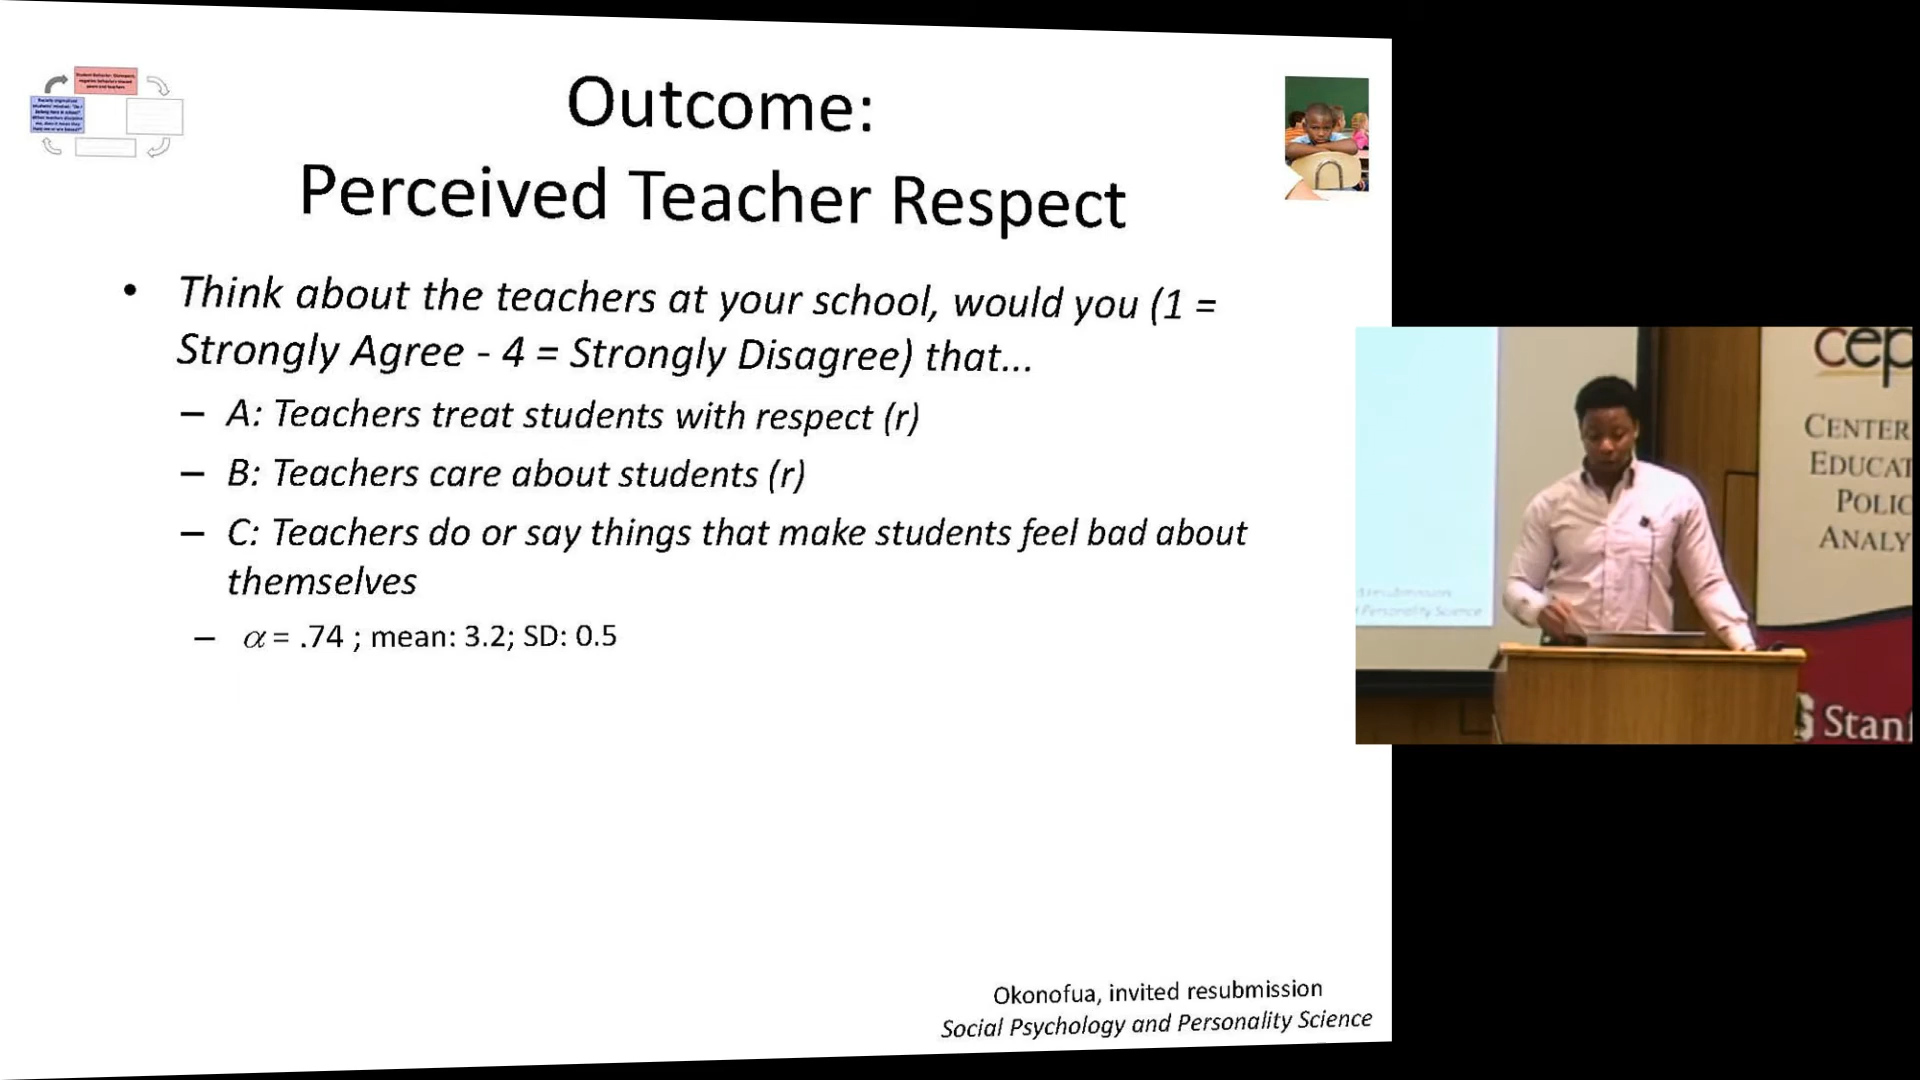 Outcome:
Perceived Teacher Respect
• Think about the teachers at your school, would you (1 =
Strongly Agree - 4 = Strongly Disagree) that...
– A: Teachers treat students with respect (r)
– B: Teachers care about students (r)
– C: Teachers do or say things that make students feel bad about
themselves
– α = .74 ; mean: 3.2; SD: 0.5
Okonofua, invited resubmission
Social Psychology and Personality Science
cep
CENTER
EDUCAT
POLIC
ANALY
Stanf